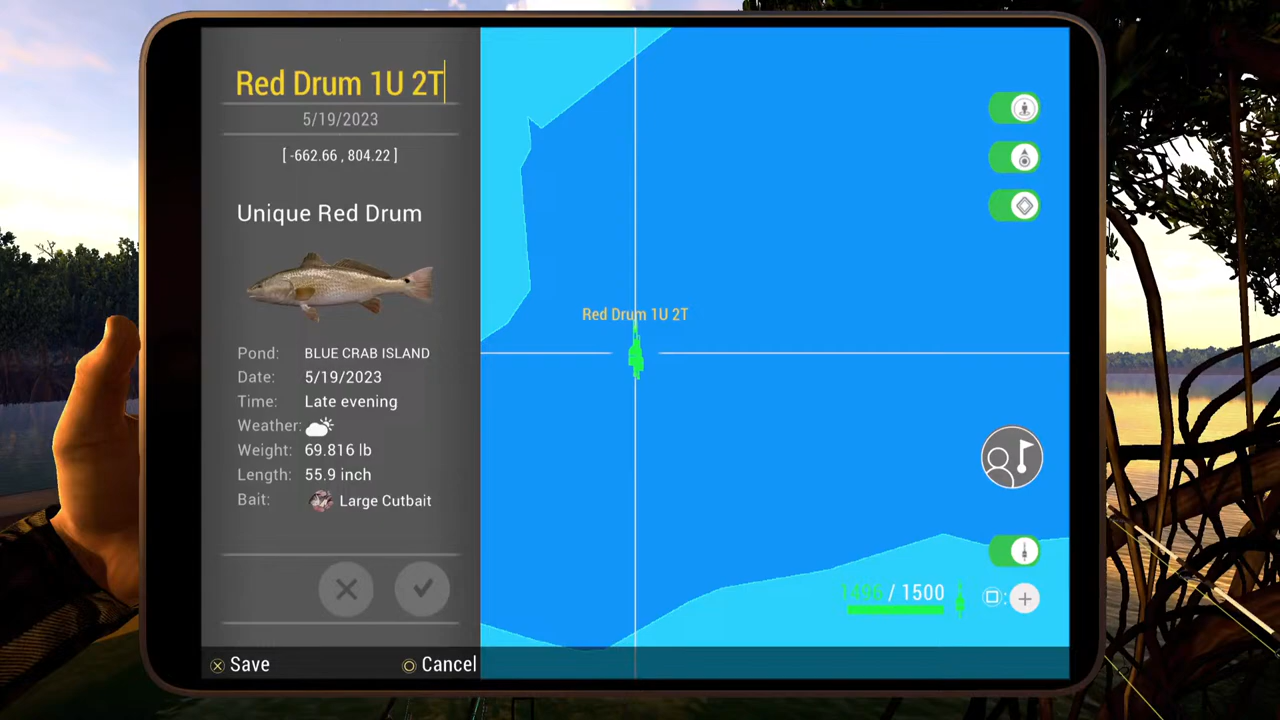 Red Drum 1U 2T
5/19/2023
[ -662.66 , 804.22 ]
Unique Red Drum
Pond: BLUE CRAB ISLAND
Date: 5/19/2023
Time: Late evening
Weather:
Weight: 69.816 lb
Length: 55.9 inch
Bait: Large Cutbait
Save
Cancel
Red Drum 1U 2T
1496 / 1500